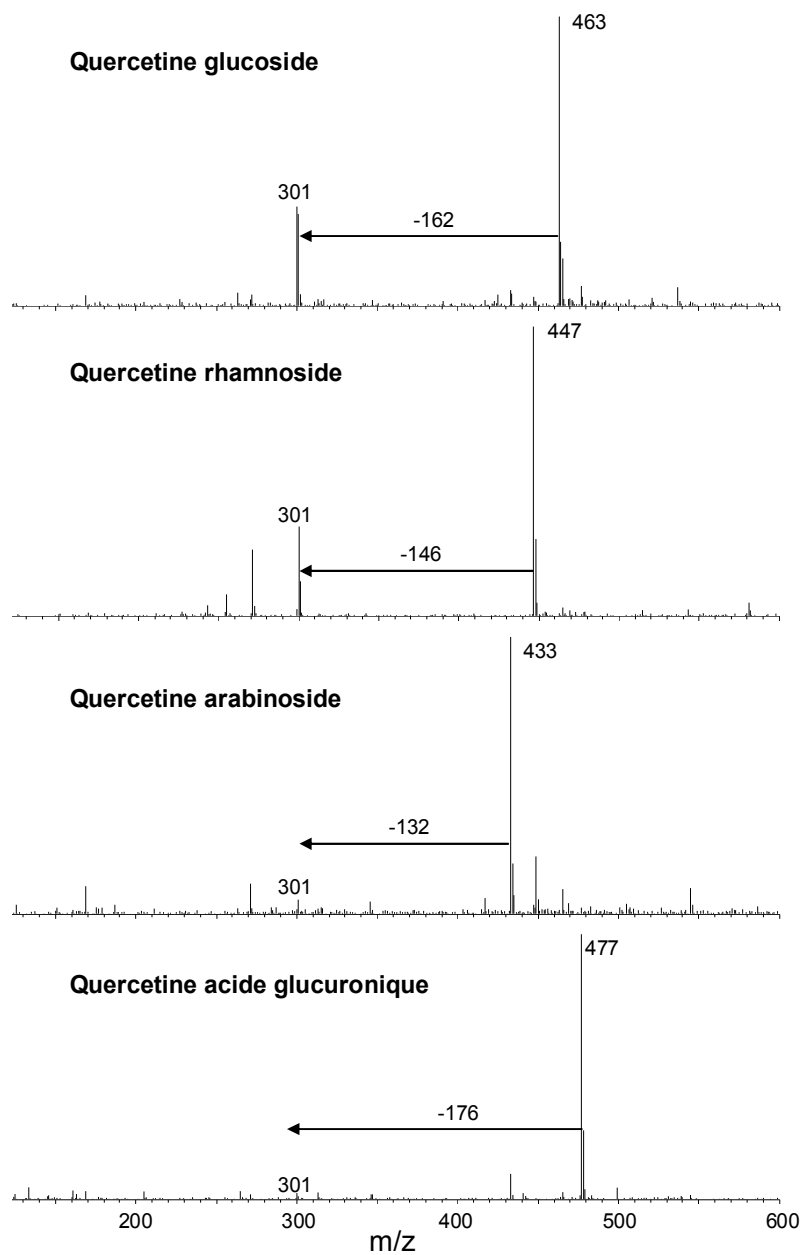 463
Quercetine glucoside
301
-162
447
Quercetine rhamnoside
301
-146
433
Quercetine arabinoside
-132
301
477
Quercetine acide glucuronique
-176
301
200 300 400 500 600
m/z